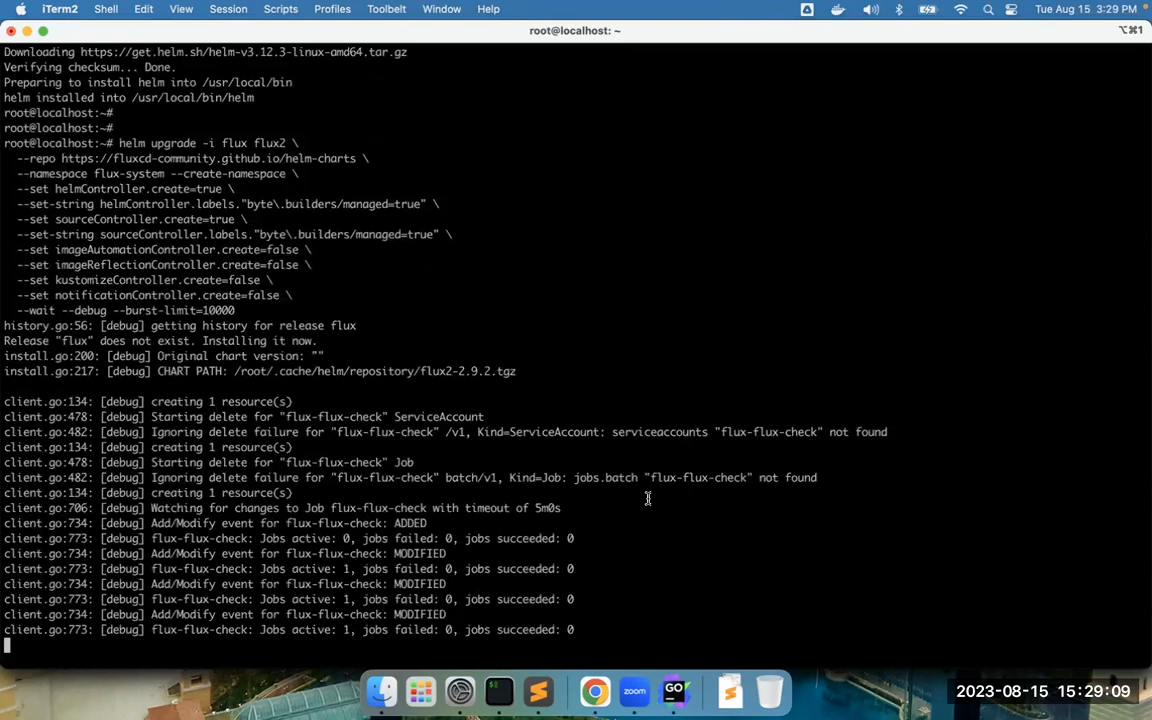 iTerm2 Shell Edit View Session Scripts Profiles Toolbelt Window Help Tue Aug 15 3:29 PM
root@localhost: ~ ⌥⌘1
Downloading https://get.helm.sh/helm-v3.12.3-linux-amd64.tar.gz
Verifying checksum... Done.
Preparing to install helm into /usr/local/bin
helm installed into /usr/local/bin/helm
root@localhost:~#
root@localhost:~#
root@localhost:~# helm upgrade -i flux flux2 \
--repo https://fluxcd-community.github.io/helm-charts \
--namespace flux-system --create-namespace \
--set helmController.create=true \
--set-string helmController.labels."byte\.builders/managed=true" \
--set sourceController.create=true \
--set-string sourceController.labels."byte\.builders/managed=true" \
--set imageAutomationController.create=false \
--set imageReflectionController.create=false \
--set kustomizeController.create=false \
--set notificationController.create=false \
--wait --debug --burst-limit=10000
history.go:56: [debug] getting history for release flux
Release "flux" does not exist. Installing it now.
install.go:200: [debug] Original chart version: ""
install.go:217: [debug] CHART PATH: /root/.cache/helm/repository/flux2-2.9.2.tgz
client.go:134: [debug] creating 1 resource(s)
client.go:478: [debug] Starting delete for "flux-flux-check" ServiceAccount
client.go:482: [debug] Ignoring delete failure for "flux-flux-check" /v1, Kind=ServiceAccount: serviceaccounts "flux-flux-check" not found
client.go:134: [debug] creating 1 resource(s)
client.go:478: [debug] Starting delete for "flux-flux-check" Job
client.go:482: [debug] Ignoring delete failure for "flux-flux-check" batch/v1, Kind=Job: jobs.batch "flux-flux-check" not found
client.go:134: [debug] creating 1 resource(s)
client.go:706: [debug] Watching for changes to Job flux-flux-check with timeout of 5m0s
client.go:734: [debug] Add/Modify event for flux-flux-check: ADDED
client.go:773: [debug] flux-flux-check: Jobs active: 0, jobs failed: 0, jobs succeeded: 0
client.go:734: [debug] Add/Modify event for flux-flux-check: MODIFIED
client.go:773: [debug] flux-flux-check: Jobs active: 1, jobs failed: 0, jobs succeeded: 0
client.go:734: [debug] Add/Modify event for flux-flux-check: MODIFIED
client.go:773: [debug] flux-flux-check: Jobs active: 1, jobs failed: 0, jobs succeeded: 0
client.go:734: [debug] Add/Modify event for flux-flux-check: MODIFIED
client.go:773: [debug] flux-flux-check: Jobs active: 1, jobs failed: 0, jobs succeeded: 0
zoom GO
2023-08-15 15:29:09